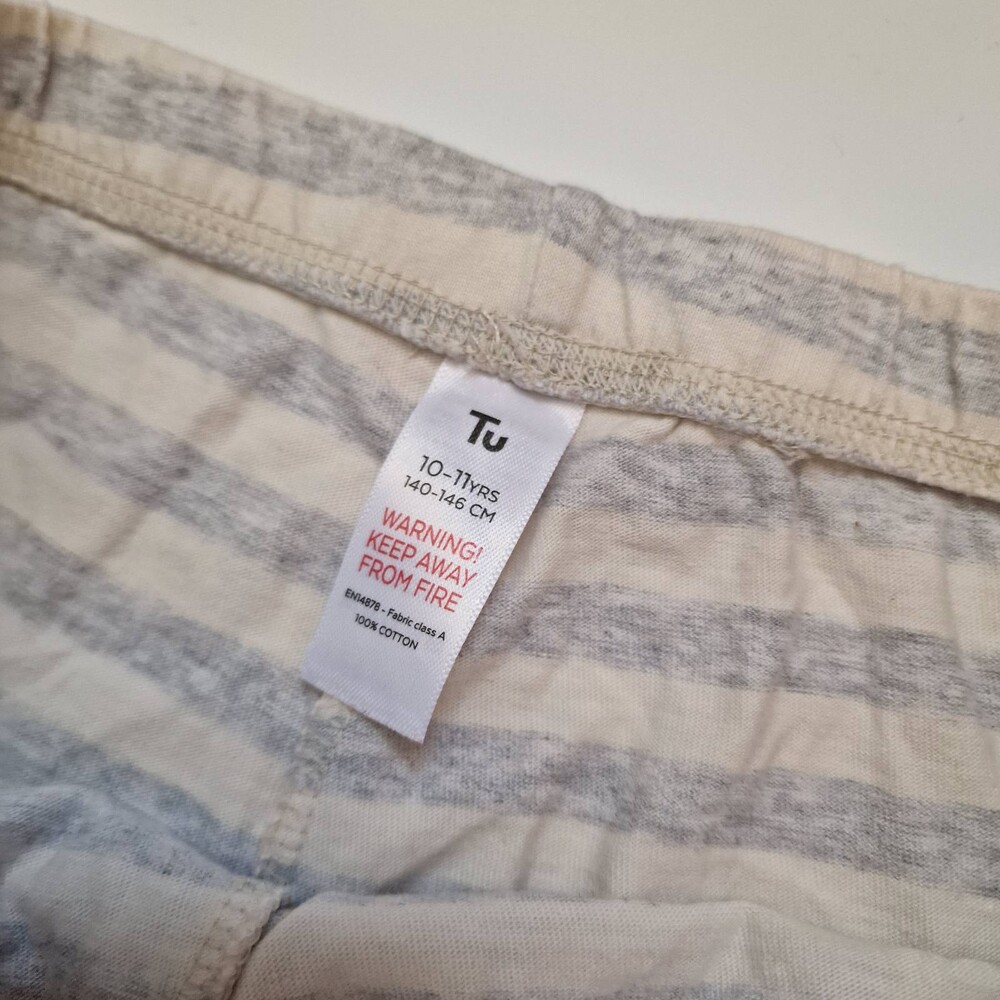 Tu
10-11YRS
140-146 CM
WARNING!
KEEP AWAY
FROM FIRE
EN14878 - Fabric class A
100% COTTON